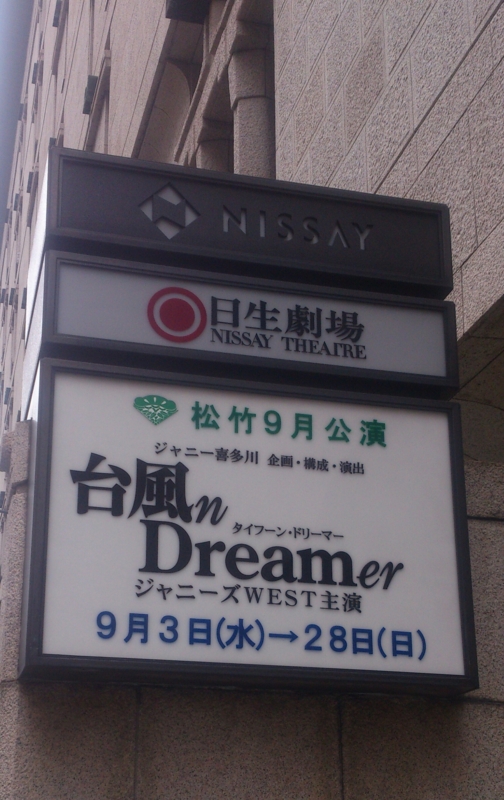 NISSAY
日生劇場
NISSAY THEATRE
松竹9月公演
ジャニー喜多川 企画・構成・演出
台風n
タイフーン・ドリーマー
Dreamer
ジャニーズWEST主演
9月3日(水)→28日(日)